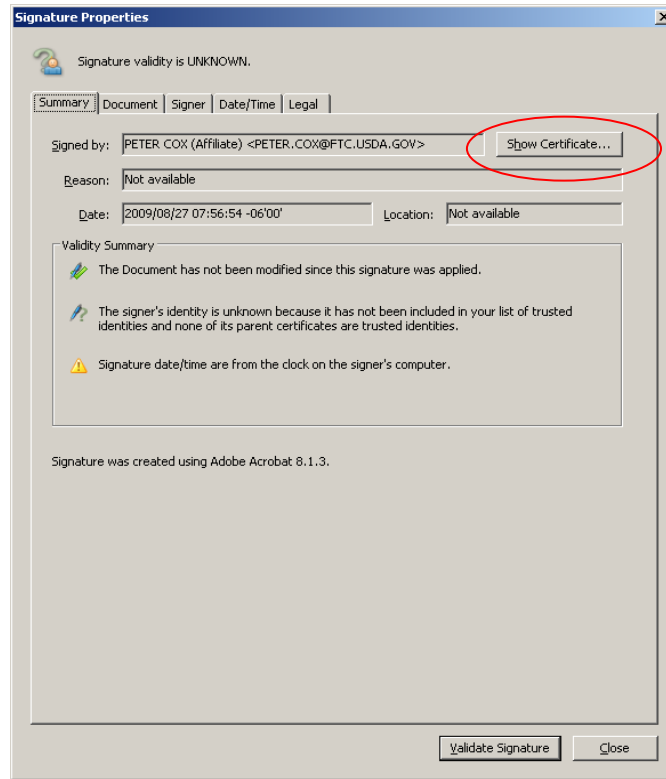 Signature Properties
Signature validity is UNKNOWN.
Summary Document Signer Date/Time Legal
Signed by: PETER COX (Affiliate) <PETER.COX@FTC.USDA.GOV> Show Certificate...
Reason: Not available
Date: 2009/08/27 07:56:54 -06'00' Location: Not available
Validity Summary
The Document has not been modified since this signature was applied.
The signer's identity is unknown because it has not been included in your list of trusted
identities and none of its parent certificates are trusted identities.
Signature date/time are from the clock on the signer's computer.
Signature was created using Adobe Acrobat 8.1.3.
Validate Signature Close